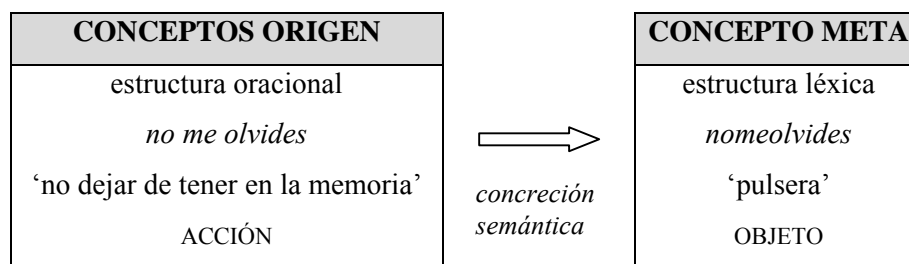 CONCEPTOS ORIGEN
estructura oracional
no me olvides
‘no dejar de tener en la memoria’
ACCIÓN
concreción
semántica
CONCEPTO META
estructura léxica
nomeolvides
‘pulsera’
OBJETO